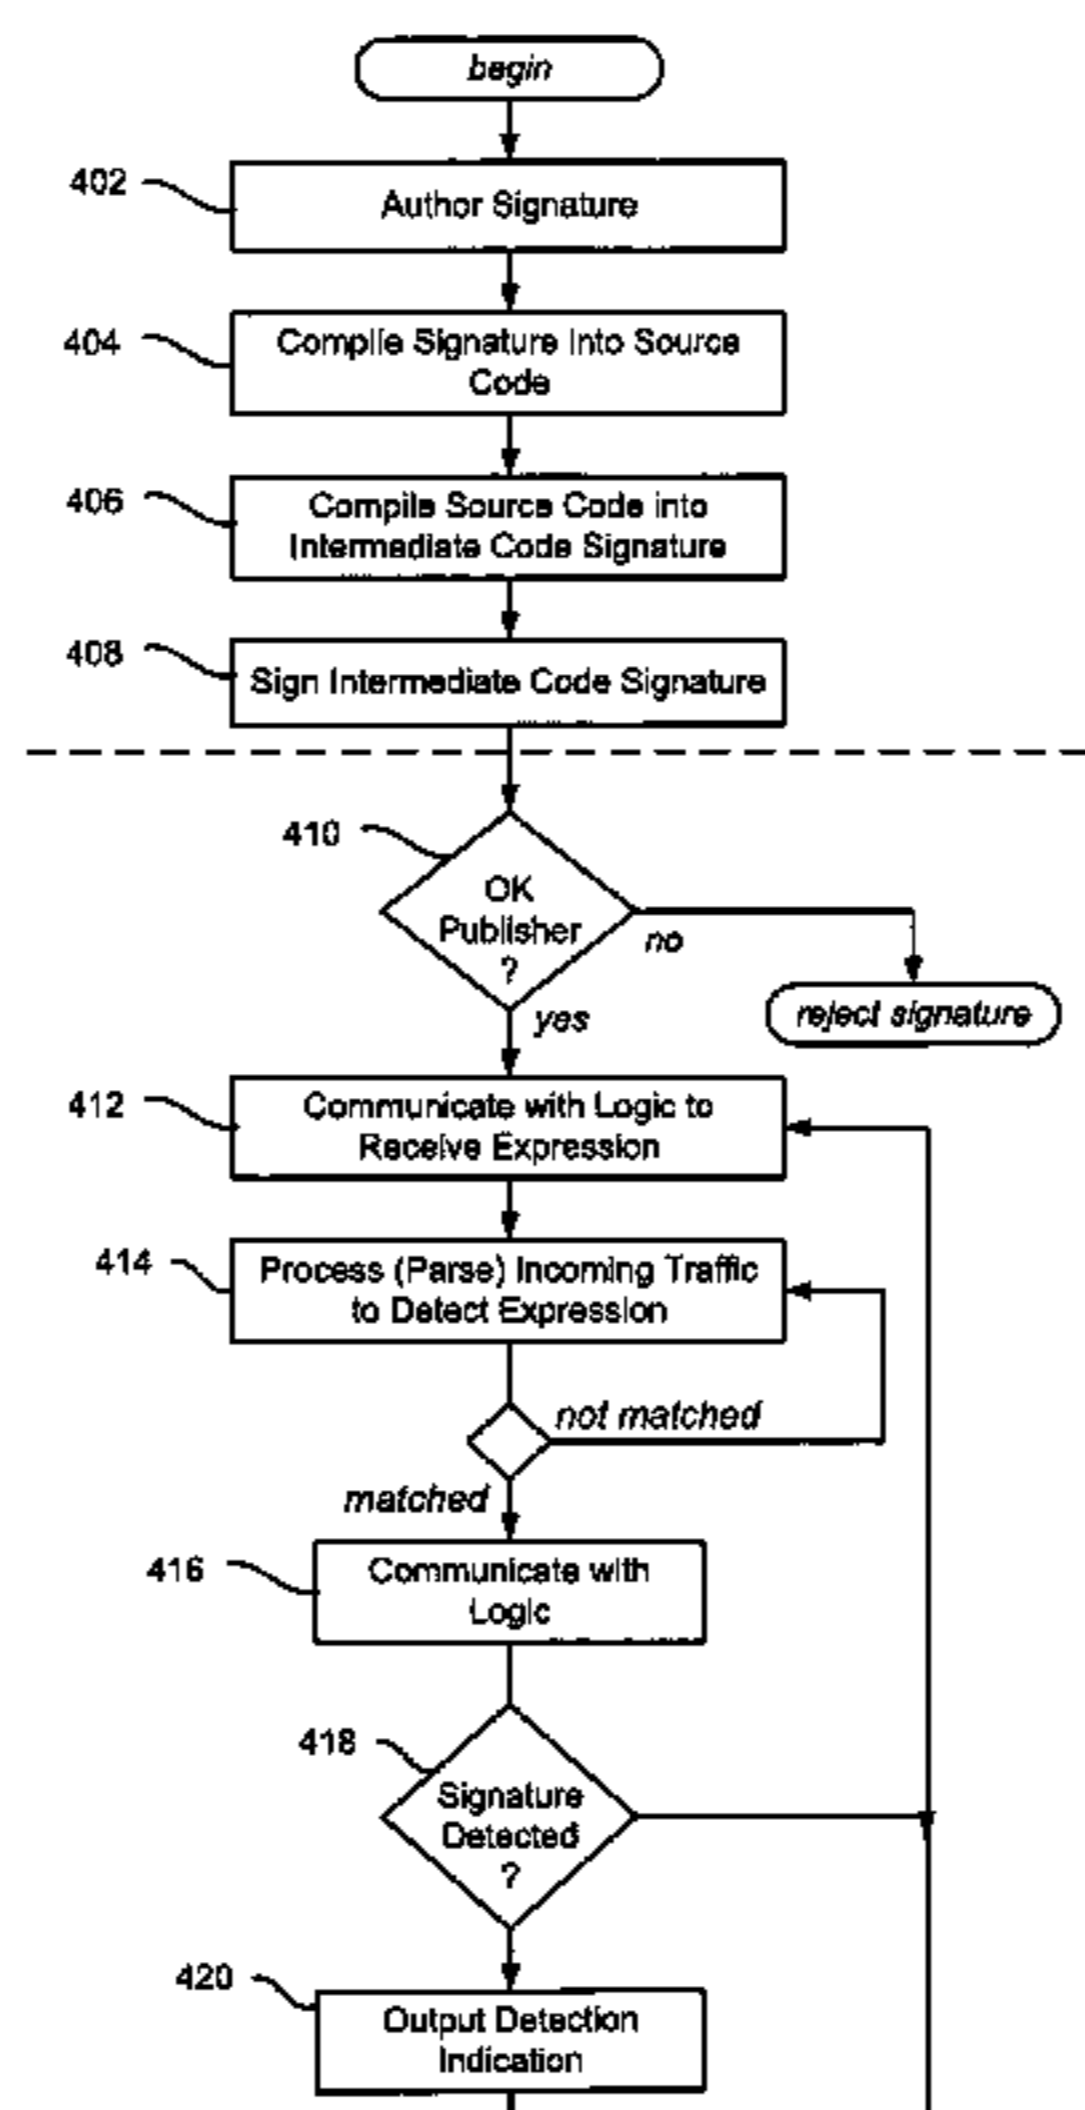 begin
402
Author Signature
404
Compile Signature Into Source
Code
406
Compile Source Code into
Intermediate Code Signature
408
Sign Intermediate Code Signature
410
OK
Publisher
?
no
yes
reject signature
412
Communicate with Logic to
Receive Expression
414
Process (Parse) Incoming Traffic
to Detect Expression
not matched
matched
416
Communicate with
Logic
418
Signature
Detected
?
420
Output Detection
Indication